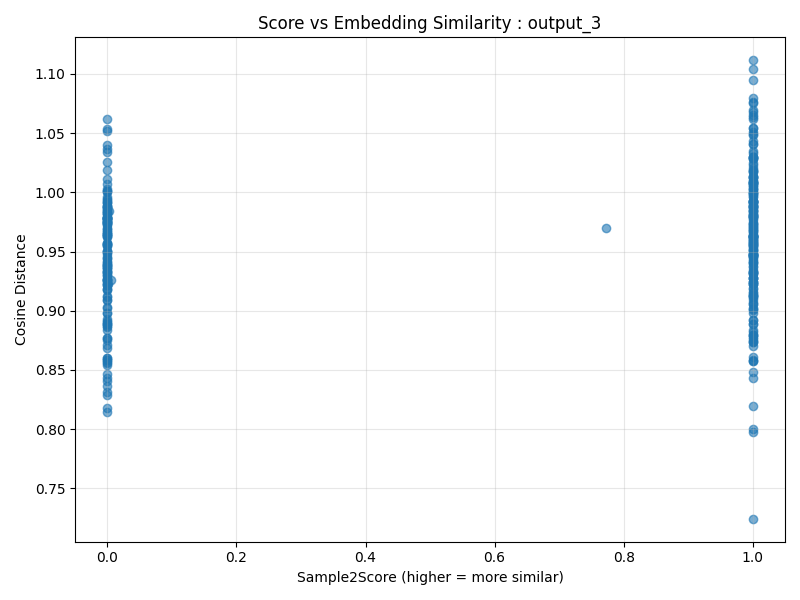 Score vs Embedding Similarity : output_3
Cosine Distance
1.10
1.05
1.00
0.95
0.90
0.85
0.80
0.75
0.0 0.2 0.4 0.6 0.8 1.0
Sample2Score (higher = more similar)